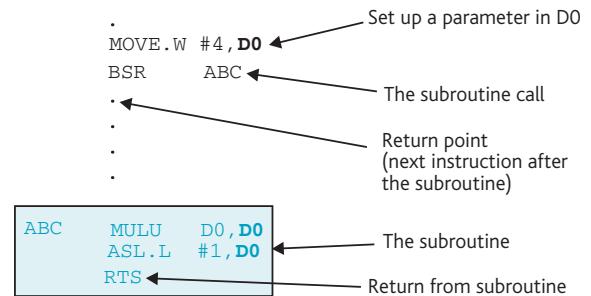 .
Set up a parameter in D0
MOVE.W #4,D0
BSR ABC
The subroutine call
.
.
.
.
Return point
(next instruction after
the subroutine)
ABC MULU D0,D0
ASL.L #1,D0
The subroutine
RTS
Return from subroutine